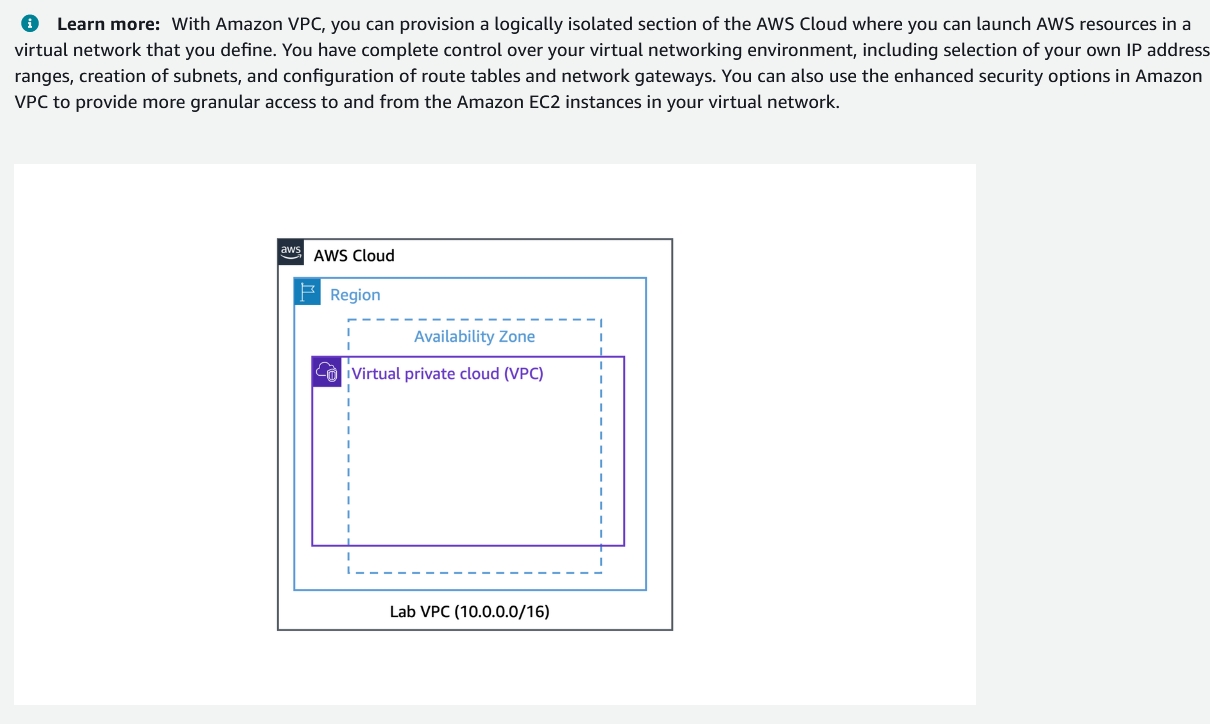 Learn more: With Amazon VPC, you can provision a logically isolated section of the AWS Cloud where you can launch AWS resources in a
virtual network that you define. You have complete control over your virtual networking environment, including selection of your own IP address
ranges, creation of subnets, and configuration of route tables and network gateways. You can also use the enhanced security options in Amazon
VPC to provide more granular access to and from the Amazon EC2 instances in your virtual network.
aws
AWS Cloud
Region
Availability Zone
Virtual private cloud (VPC)
Lab VPC (10.0.0.0/16)